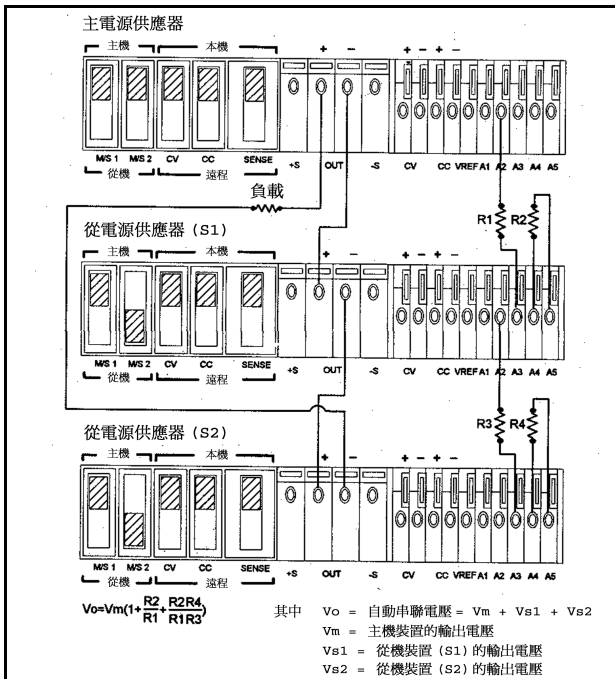 主電源供應器
主機 本機
+ − + − + −
M/S 1 M/S 2 CV CC SENSE +S OUT -S CV CC VREF A1 A2 A3 A4 A5
從機 遠程
負載
R1 R2
從電源供應器 (S1)
主機 本機
+ − + − + −
M/S 1 M/S 2 CV CC SENSE +S OUT -S CV CC VREF A1 A2 A3 A4 A5
從機 遠程
R3 R4
從電源供應器 (S2)
主機 本機
+ − + − + −
M/S 1 M/S 2 CV CC SENSE +S OUT -S CV CC VREF A1 A2 A3 A4 A5
從機 遠程
Vo=Vm(1+R2/R1+R2R4/R1R3) 其中 Vo = 自動串聯電壓 = Vm + Vs1 + Vs2
Vm = 主機裝置的輸出電壓
Vs1 = 從機裝置 (S1) 的輸出電壓
Vs2 = 從機裝置 (S2) 的輸出電壓